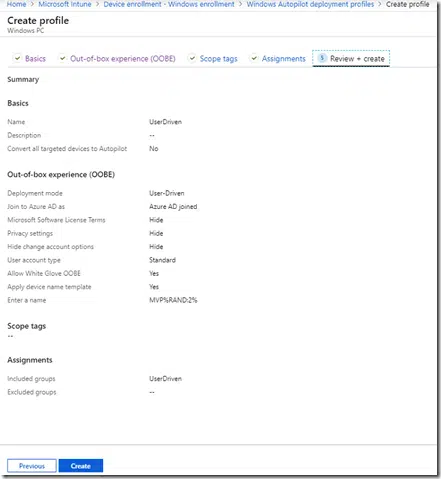 Home > Microsoft Intune > Device enrollment - Windows enrollment > Windows Autopilot deployment profiles > Create profile
Create profile
Windows PC
Basics Out-of-box experience (OOBE) Scope tags Assignments 5 Review + create
Summary
Basics
Name UserDriven
Description --
Convert all targeted devices to Autopilot No
Out-of-box experience (OOBE)
Deployment mode User-Driven
Join to Azure AD as Azure AD joined
Microsoft Software License Terms Hide
Privacy settings Hide
Hide change account options Hide
User account type Standard
Allow White Glove OOBE Yes
Apply device name template Yes
Enter a name MVP%RAND:2%
Scope tags
--
Assignments
Included groups UserDriven
Excluded groups --
Previous Create